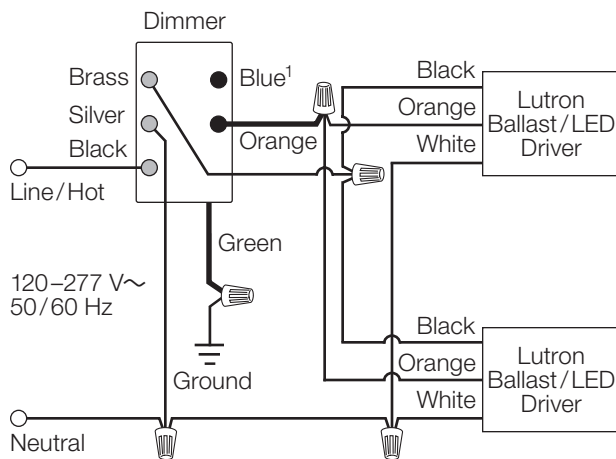 Dimmer
Brass
Blue¹
Silver
Orange
Black
Line/Hot
Green
120–277 V~
50/60 Hz
Ground
Neutral
Black
Orange
White
Lutron
Ballast/LED
Driver
Black
Orange
White
Lutron
Ballast/LED
Driver